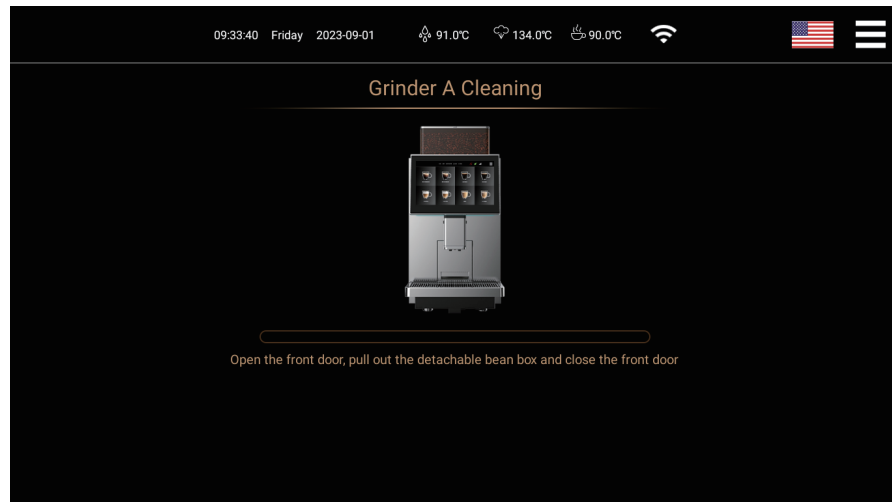 09:33:40 Friday 2023-09-01 91.0℃ 134.0℃ 90.0℃
Grinder A Cleaning
Open the front door, pull out the detachable bean box and close the front door